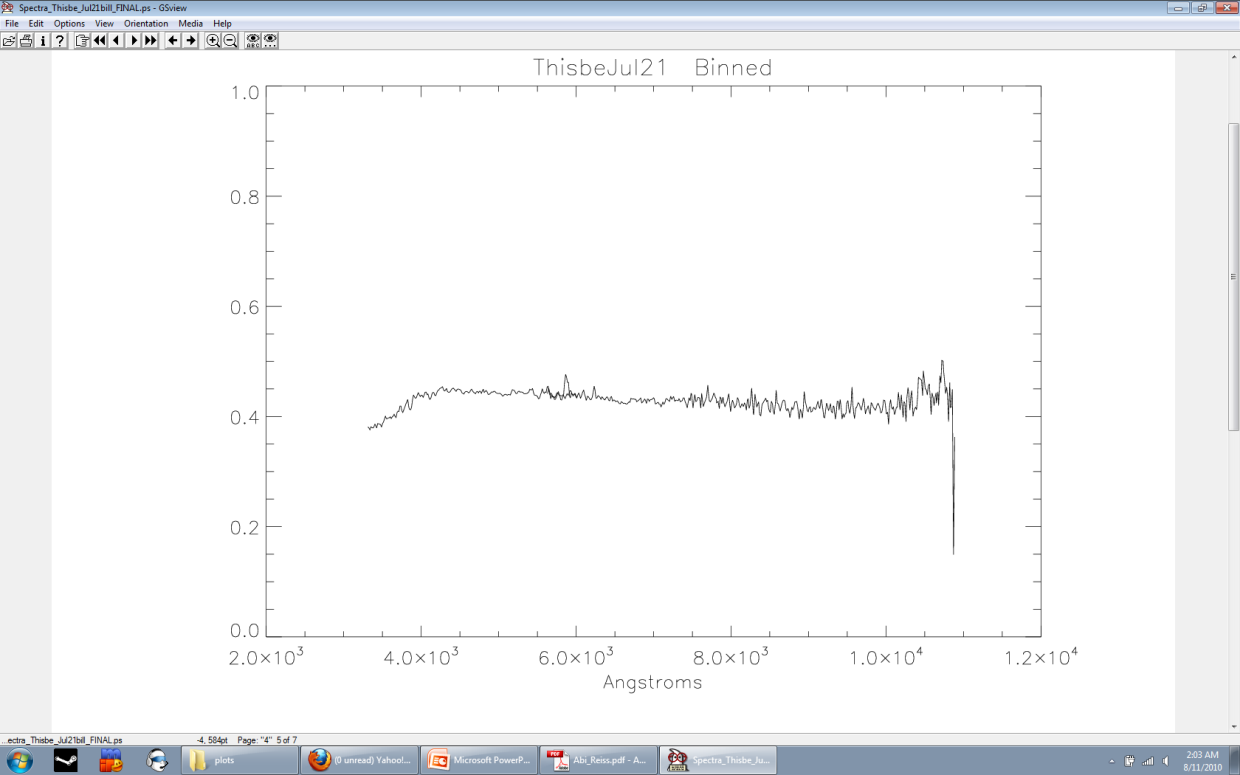 Spectra_Thisbe_Jul21bill_FINAL.ps - GSview
File Edit Options View Orientation Media Help
ThisbeJul21 Binned
1.0
0.8
0.6
0.4
0.2
0.0
2.0×10³ 4.0×10³ 6.0×10³ 8.0×10³ 1.0×10⁴ 1.2×10⁴
Angstroms
...ectra_Thisbe_Jul21bill_FINAL.ps -4, 584pt Page: "4" 5 of 7
plots (0 unread) Yahoo!... Microsoft PowerP... Abi_Reiss.pdf - A... Spectra_Thisbe_Ju... 2:03 AM
8/11/2010